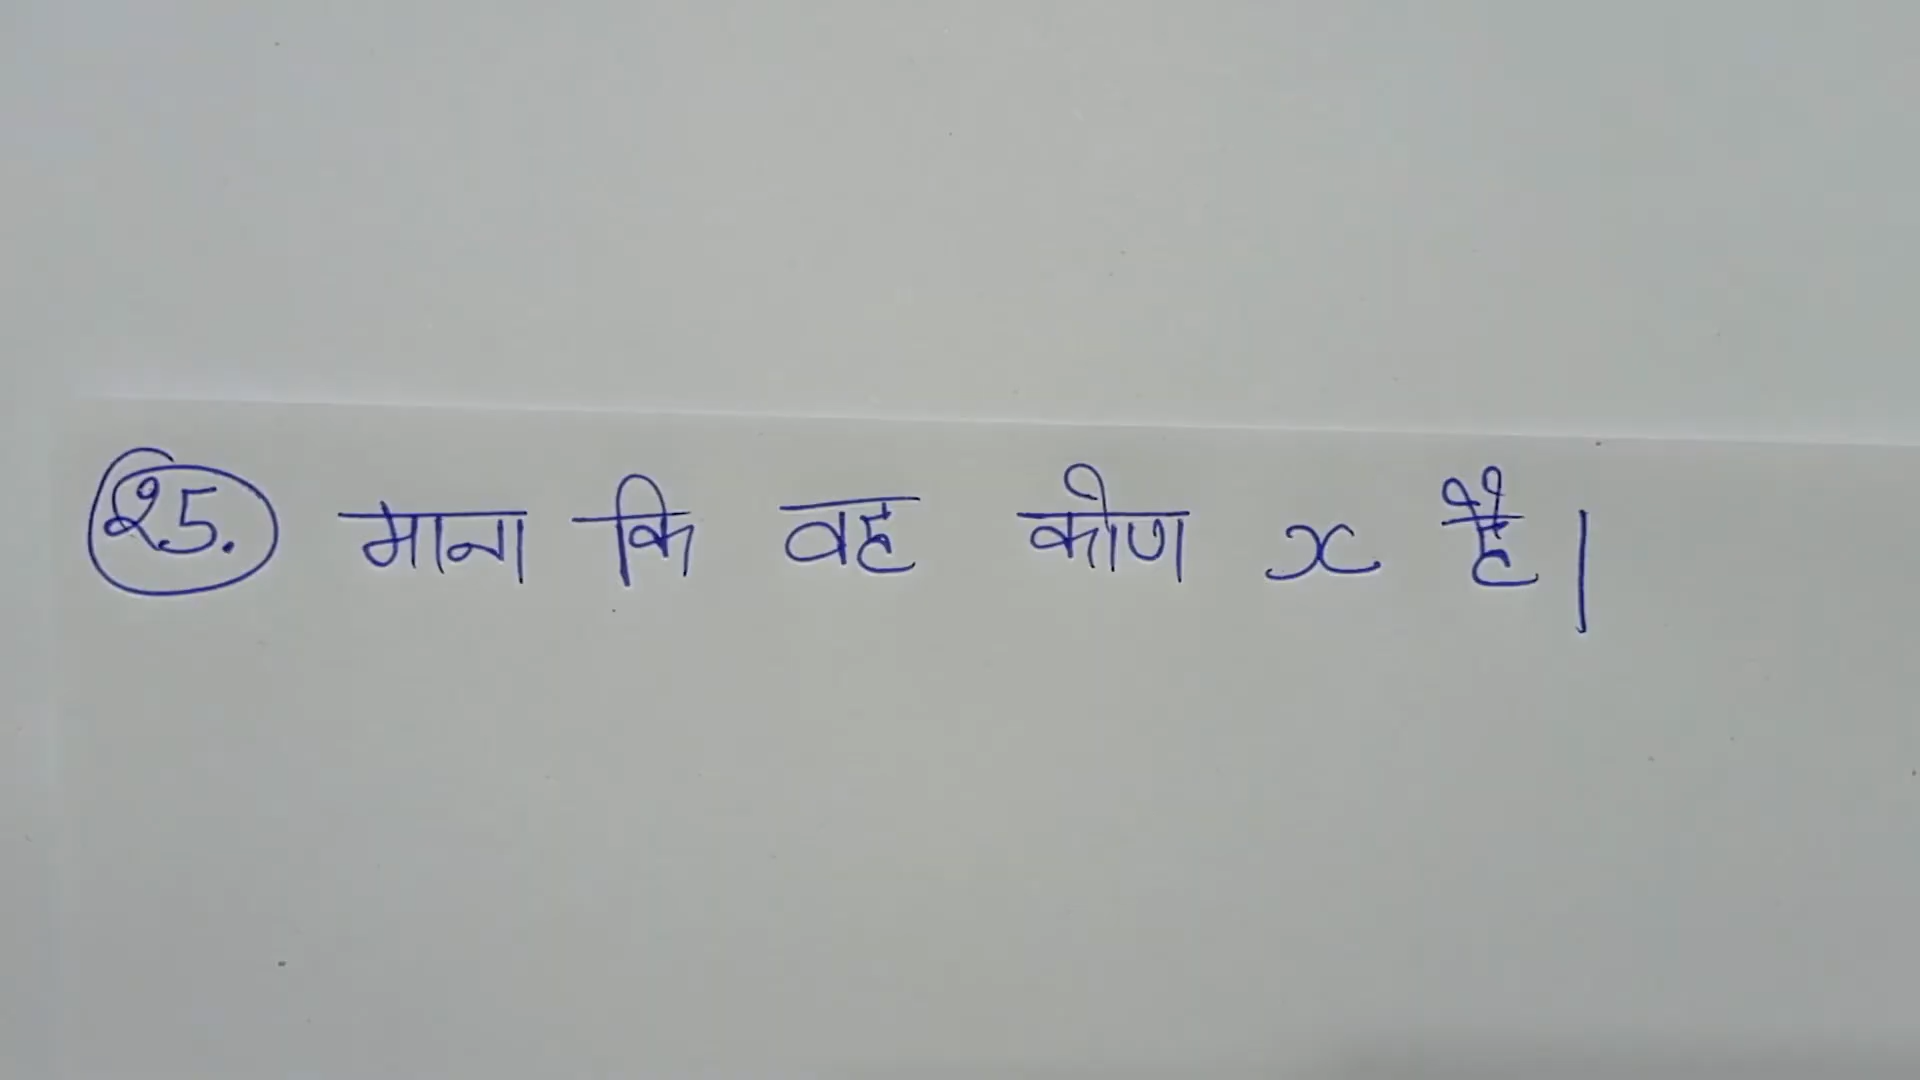 25. माना कि वह कोण x है|